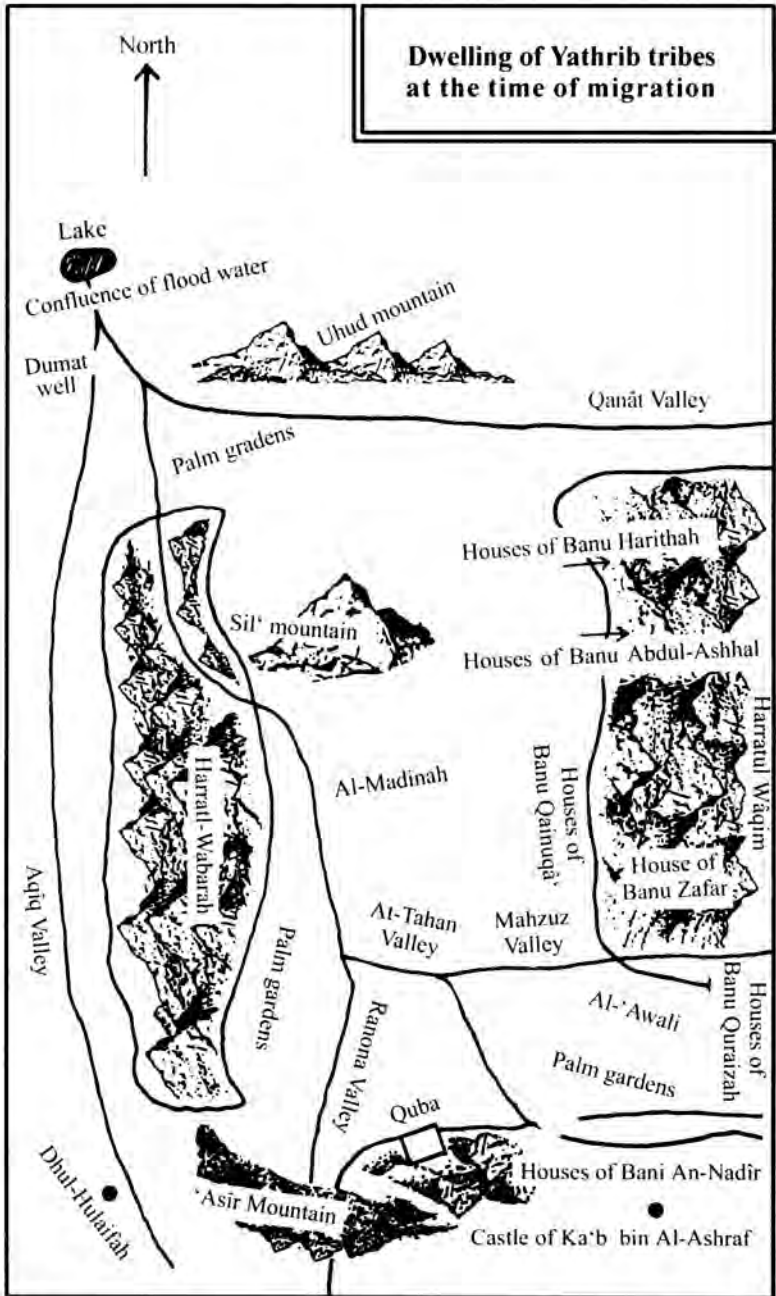 Dwelling of Yathrib tribes
at the time of migration
North
Lake
Confluence of flood water
Uhud mountain
Dumat
well
Qanât Valley
Palm gradens
Houses of Banu Harithah
Sil‘ mountain
Houses of Banu Abdul-Ashhal
Harratl-Wabarah
Al-Madinah
Houses of
Banu Qainuqâ‘
Harratul Wâqim
House of
Banu Zafar
Aqiq Valley
At-Tahan
Valley
Mahzuz
Valley
Palm gardens
Ranona Valley
Al-‘Awali
Houses of
Banu Quraizah
Palm gardens
Quba
Dhul-Hulaifah
‘Asîr Mountain
Houses of Bani An-Nadîr
Castle of Ka‘b bin Al-Ashraf